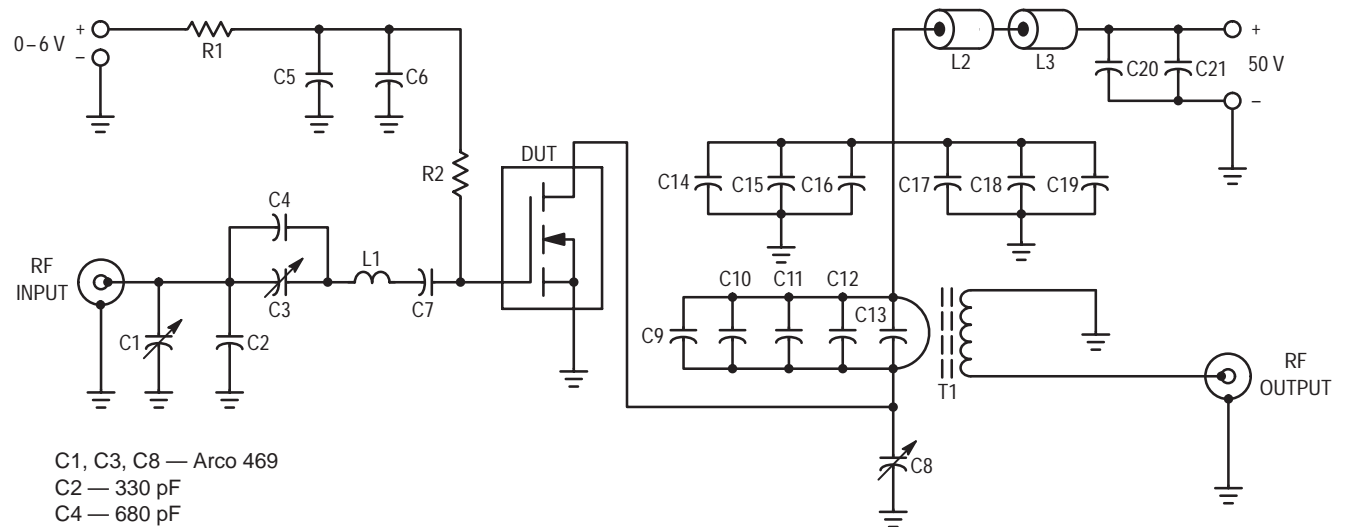 +
0–6 V
–
R1
C5
C6
R2
DUT
C4
L1
RF
INPUT
C1
C2
C3
C7
L2
L3
+
50 V
–
C20
C21
C14
C15
C16
C17
C18
C19
C10
C11
C12
C13
C9
T1
RF
OUTPUT
C8
C1, C3, C8 — Arco 469
C2 — 330 pF
C4 — 680 pF